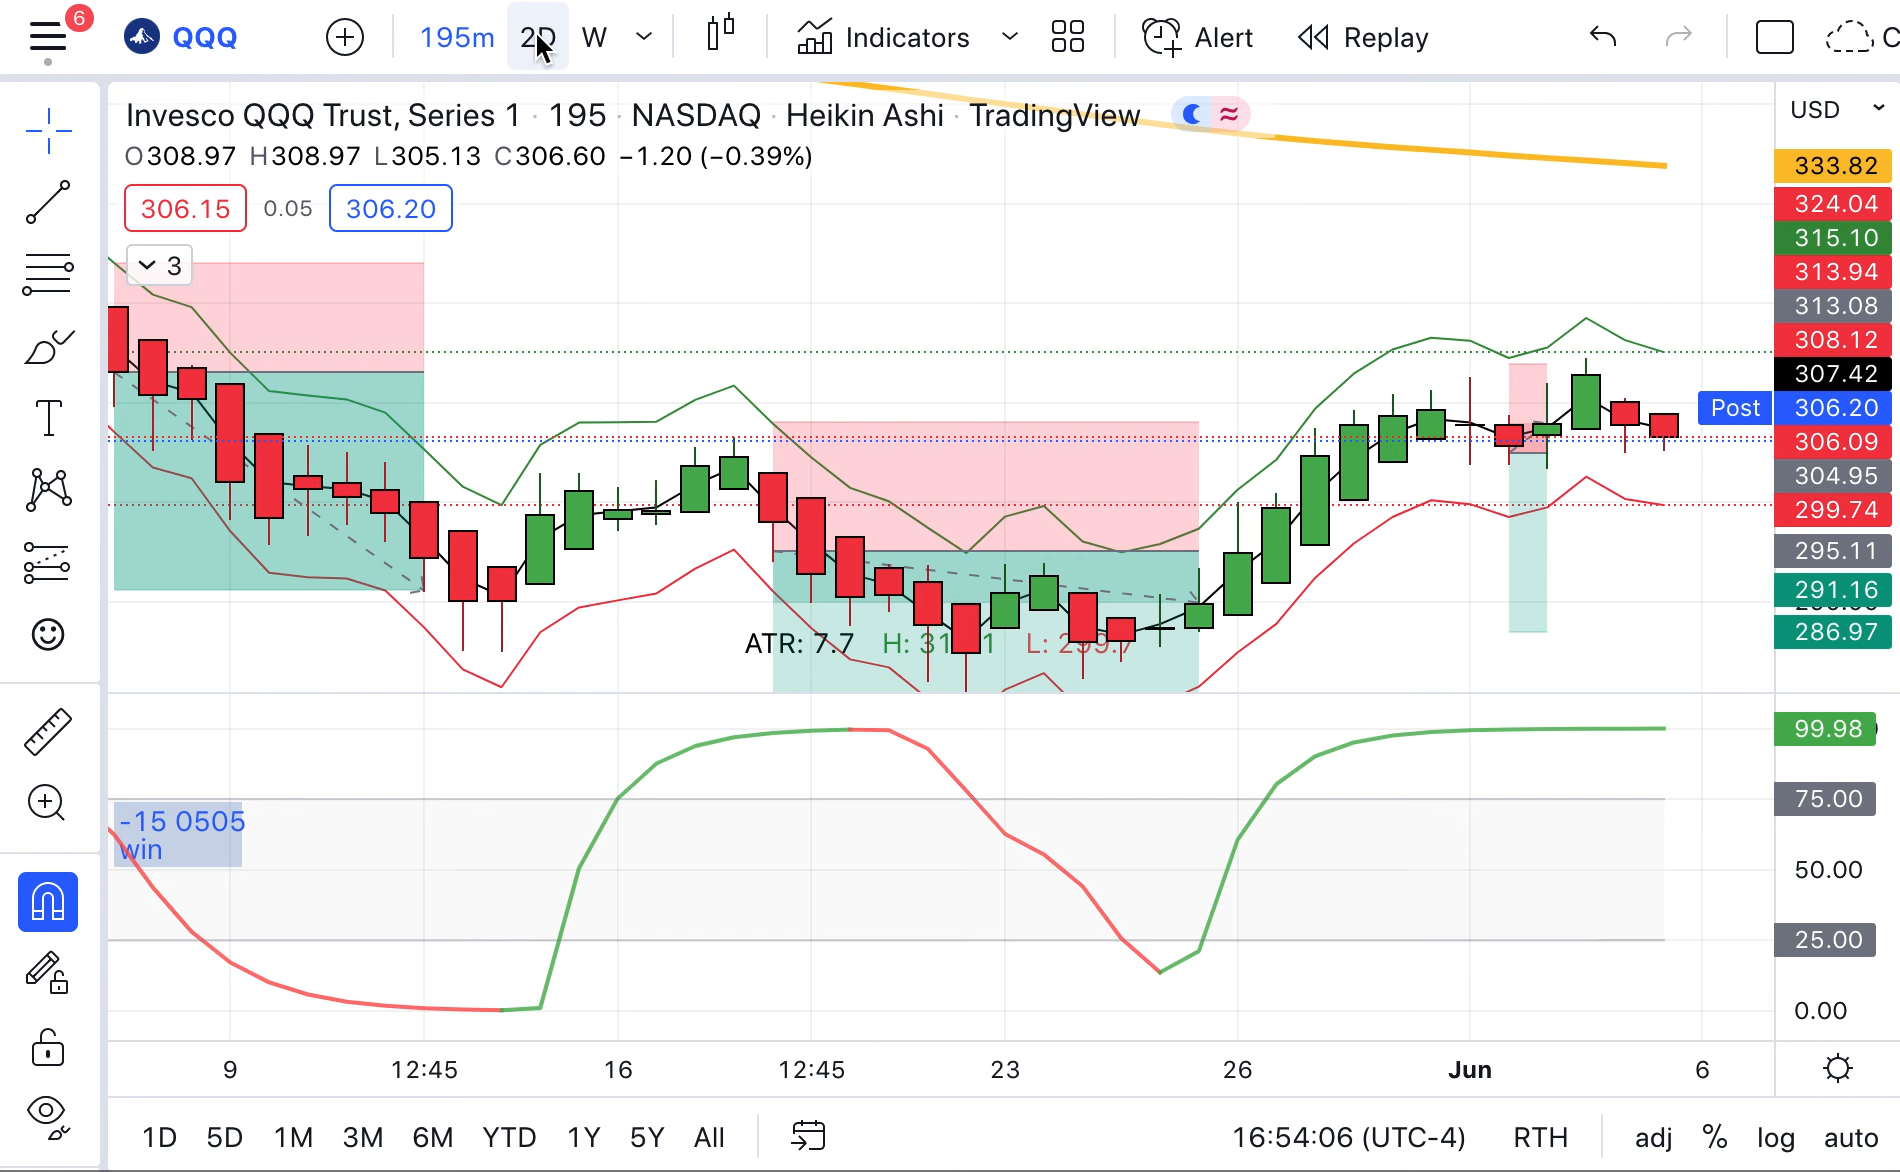 6
QQQ
195m
2D
W
Indicators
Alert
Replay
Invesco QQQ Trust, Series 1 · 195 · NASDAQ · Heikin Ashi · TradingView
O308.97 H308.97 L305.13 C306.60 −1.20 (−0.39%)
306.15 0.05 306.20
3
USD
333.82
324.04
315.10
313.94
313.08
308.12
307.42
Post 306.20
306.09
304.95
299.74
295.11
291.16
286.97
ATR: 7.7
99.98
75.00
50.00
25.00
0.00
-15 0505
win
9 12:45 16 12:45 23 26 Jun 6
1D 5D 1M 3M 6M YTD 1Y 5Y All
16:54:06 (UTC-4) RTH adj % log auto